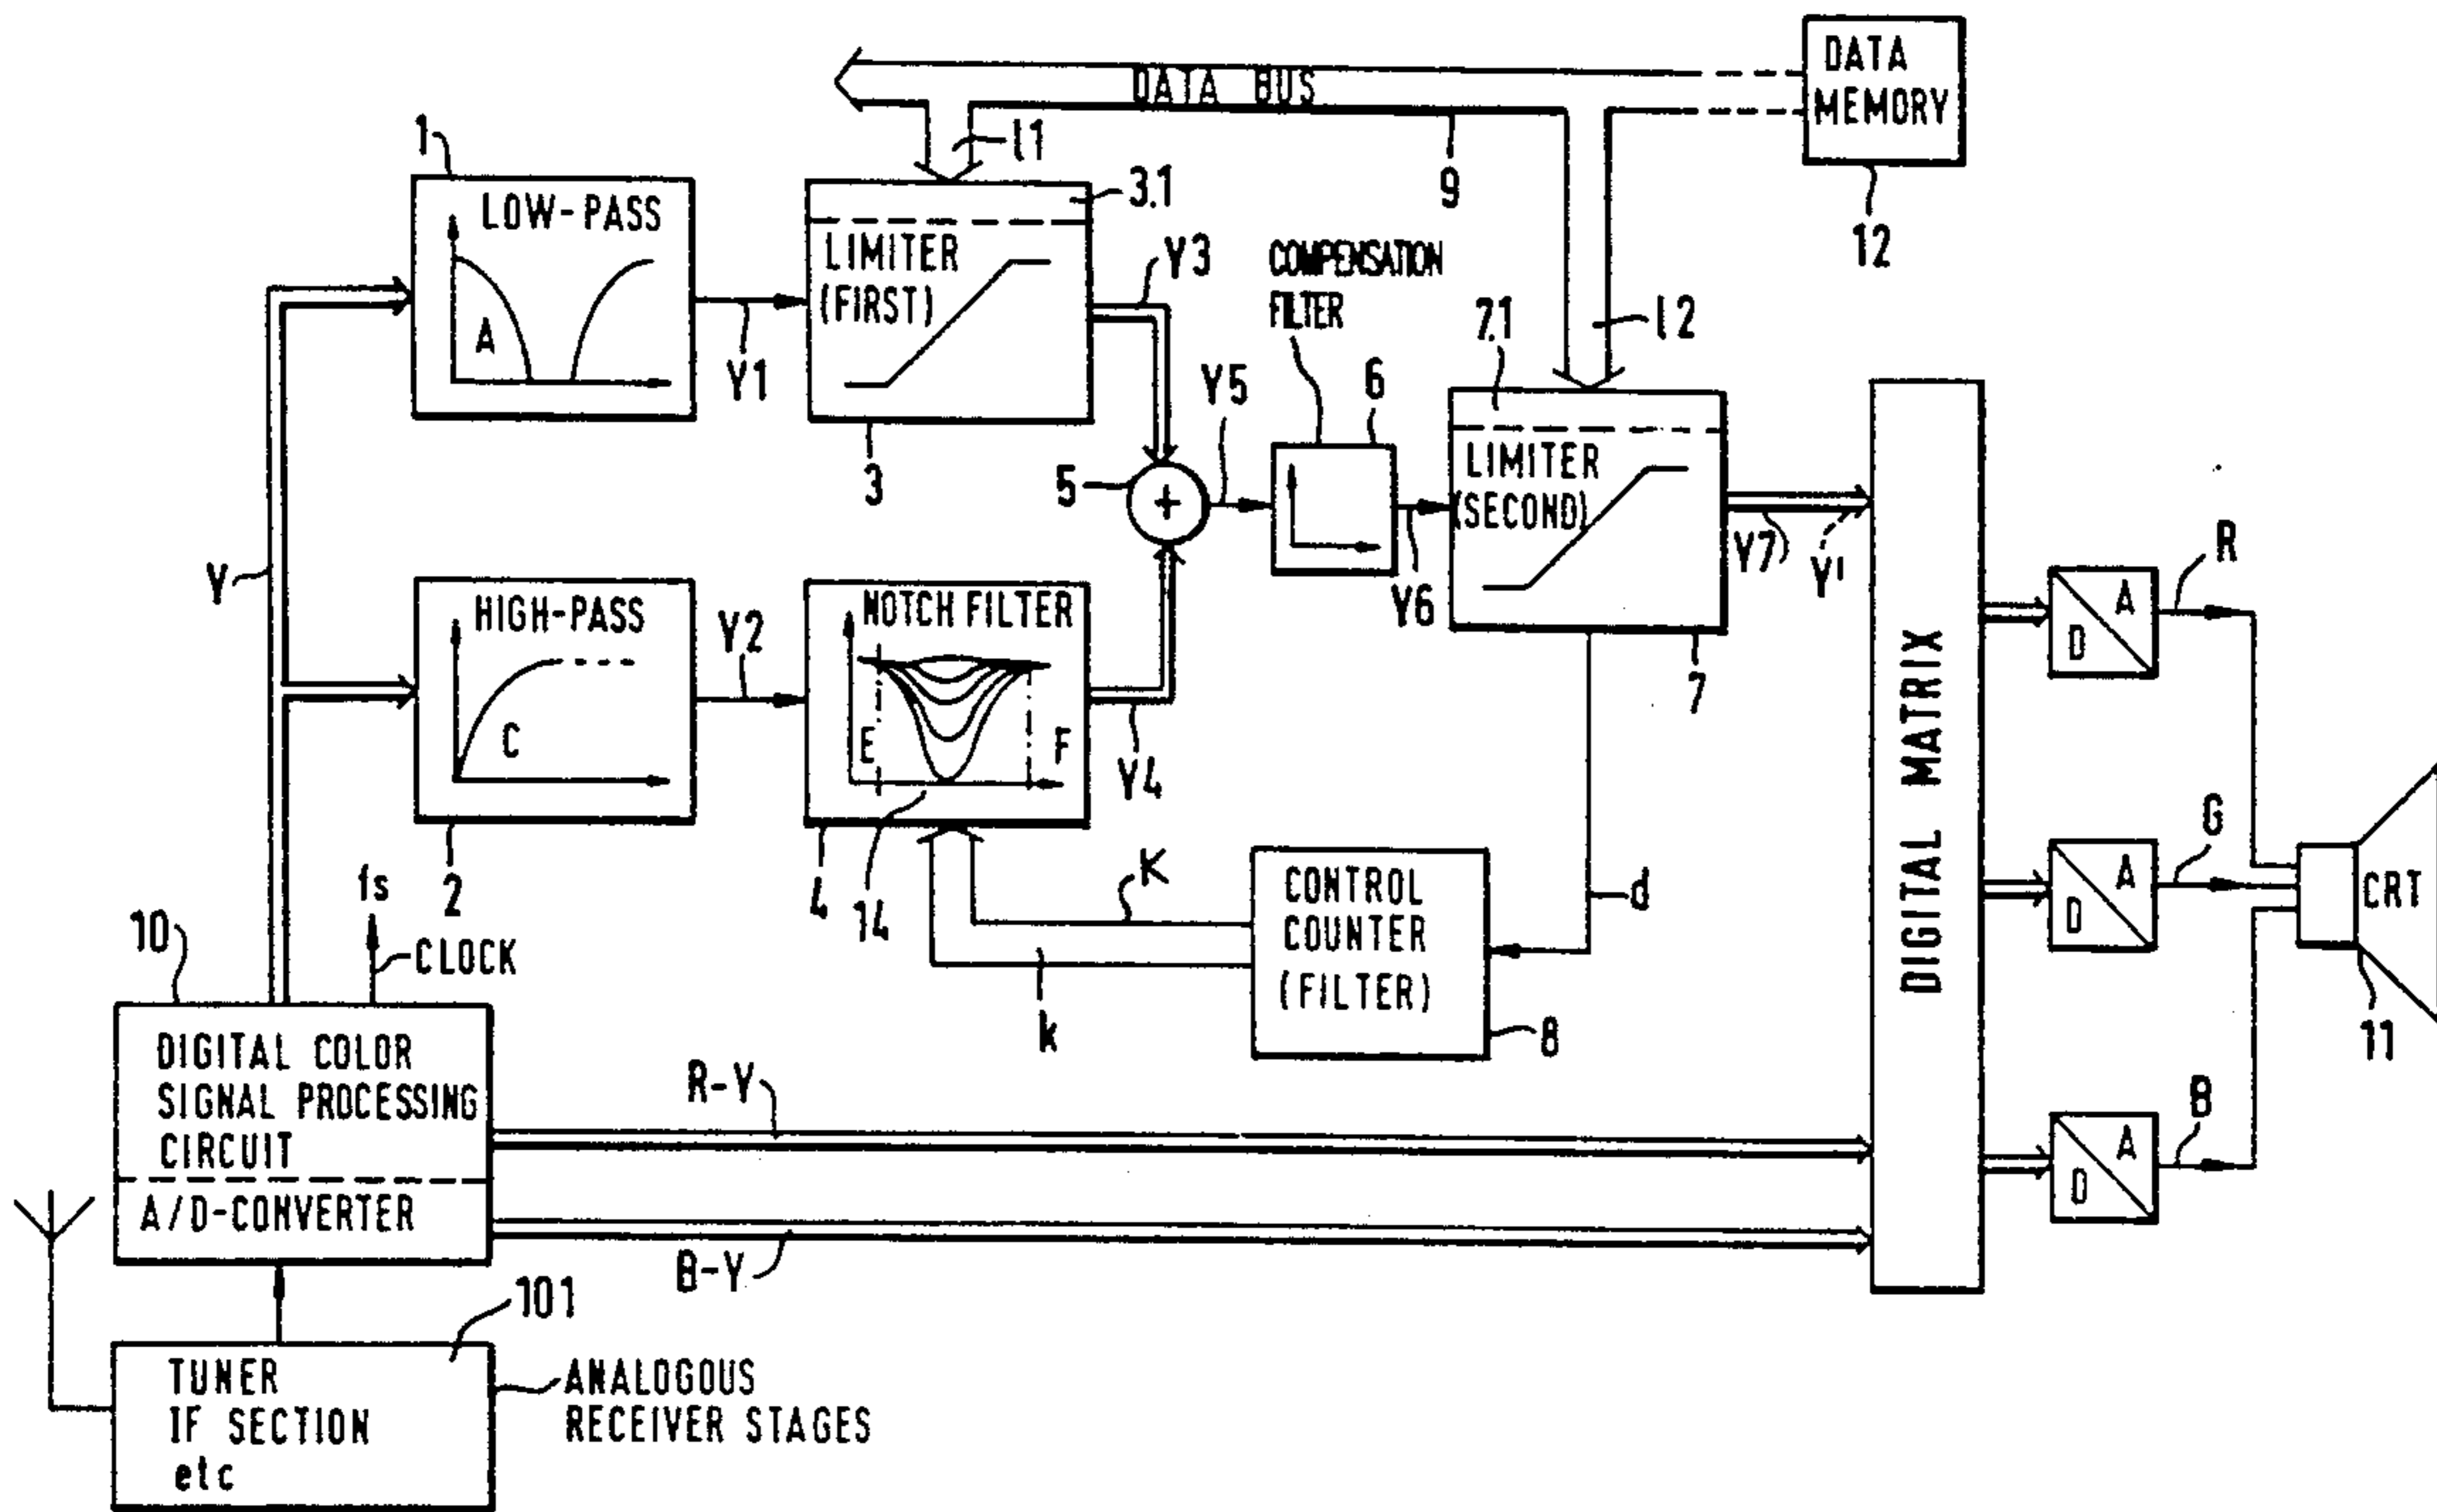 DATA
MEMORY
DATA BUS
12
9
l1
l2
1
LOW-PASS
A
Y1
3.1
LIMITER
(FIRST)
3
Y3
COMPENSATION
FILTER
6
5
+
Y5
Y6
7.1
LIMITER
(SECOND)
Y7
Y'
7
Y
HIGH-PASS
C
2
Y2
NOTCH FILTER
E
F
4
14
Y4
K
k
CONTROL
COUNTER
(FILTER)
8
d
DIGITAL MATRIX
A
D
R
A
D
G
A
D
B
CRT
11
fs
CLOCK
10
DIGITAL COLOR
SIGNAL PROCESSING
CIRCUIT
A/D-CONVERTER
R-Y
B-Y
101
TUNER
IF SECTION
etc
ANALOGOUS
RECEIVER STAGES